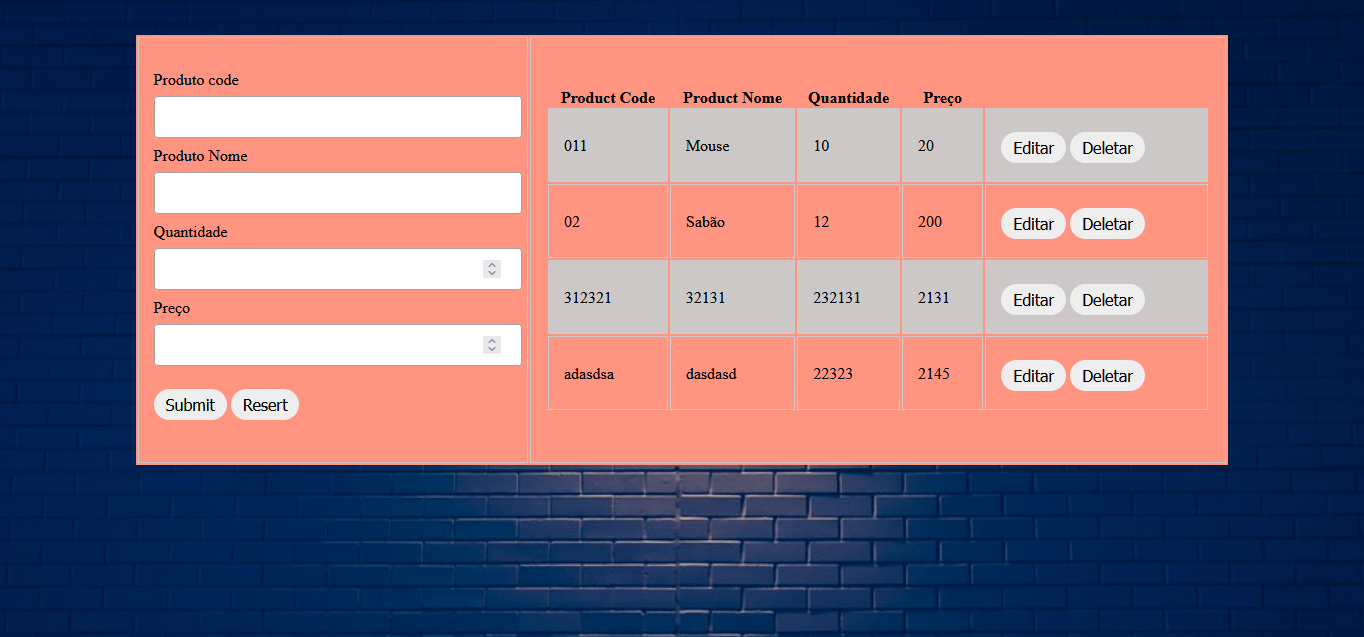 Produto code
Produto Nome
Quantidade
Preço
Submit Resert
Product Code Product Nome Quantidade Preço
011 Mouse 10 20 Editar Deletar
02 Sabão 12 200 Editar Deletar
312321 32131 232131 2131 Editar Deletar
adasdsa dasdasd 22323 2145 Editar Deletar